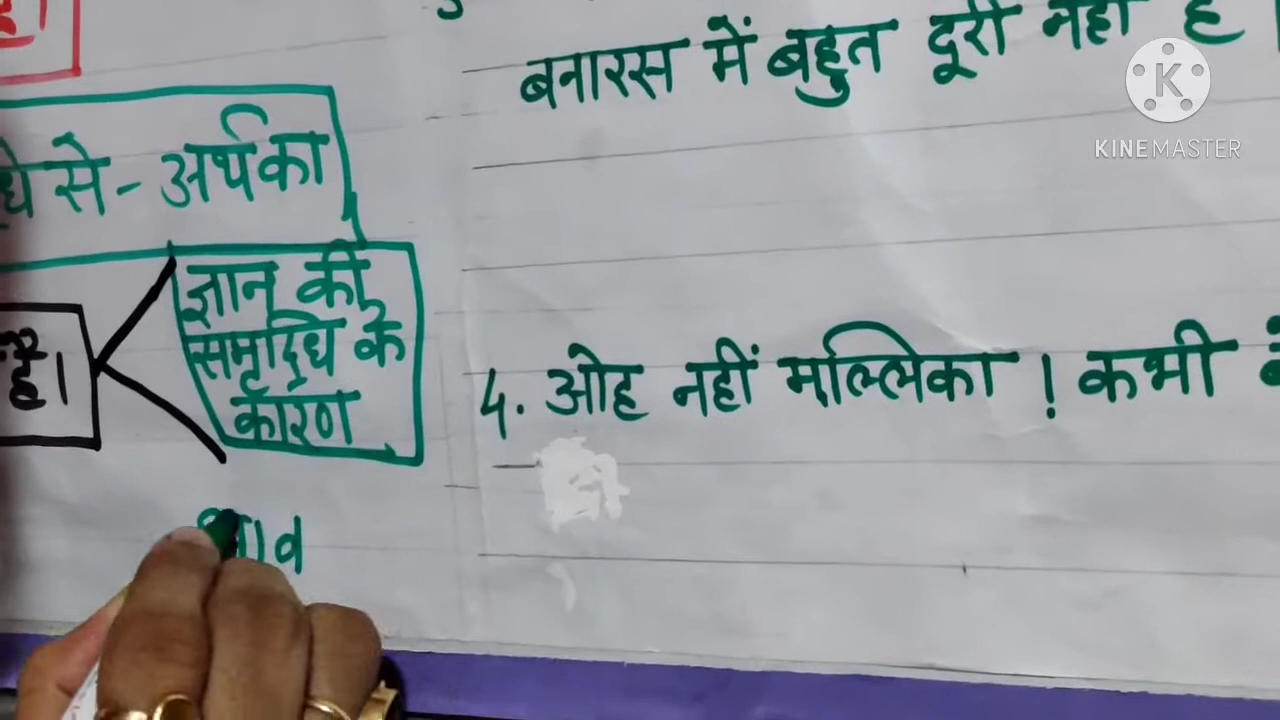 बनारस में बहुत दूरी नहीं है
KINEMASTER
से - अर्थ का
ज्ञान की
समृद्धि के
कारण
हैं।
4. ओह नहीं मल्लिका ! कभी
भाव